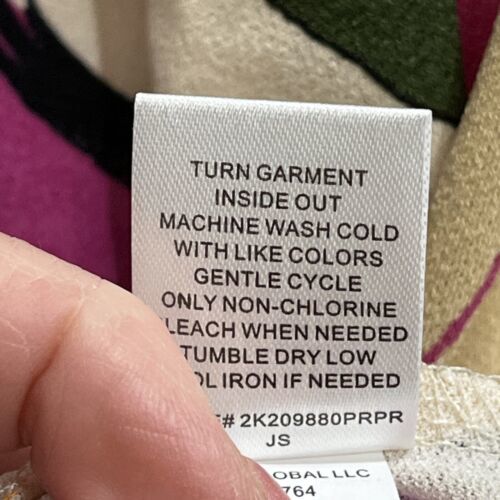 TURN GARMENT
INSIDE OUT
MACHINE WASH COLD
WITH LIKE COLORS
GENTLE CYCLE
ONLY NON-CHLORINE
LEACH WHEN NEEDED
TUMBLE DRY LOW
OL IRON IF NEEDED
# 2K209880PRPR
JS
OBAL LLC
764